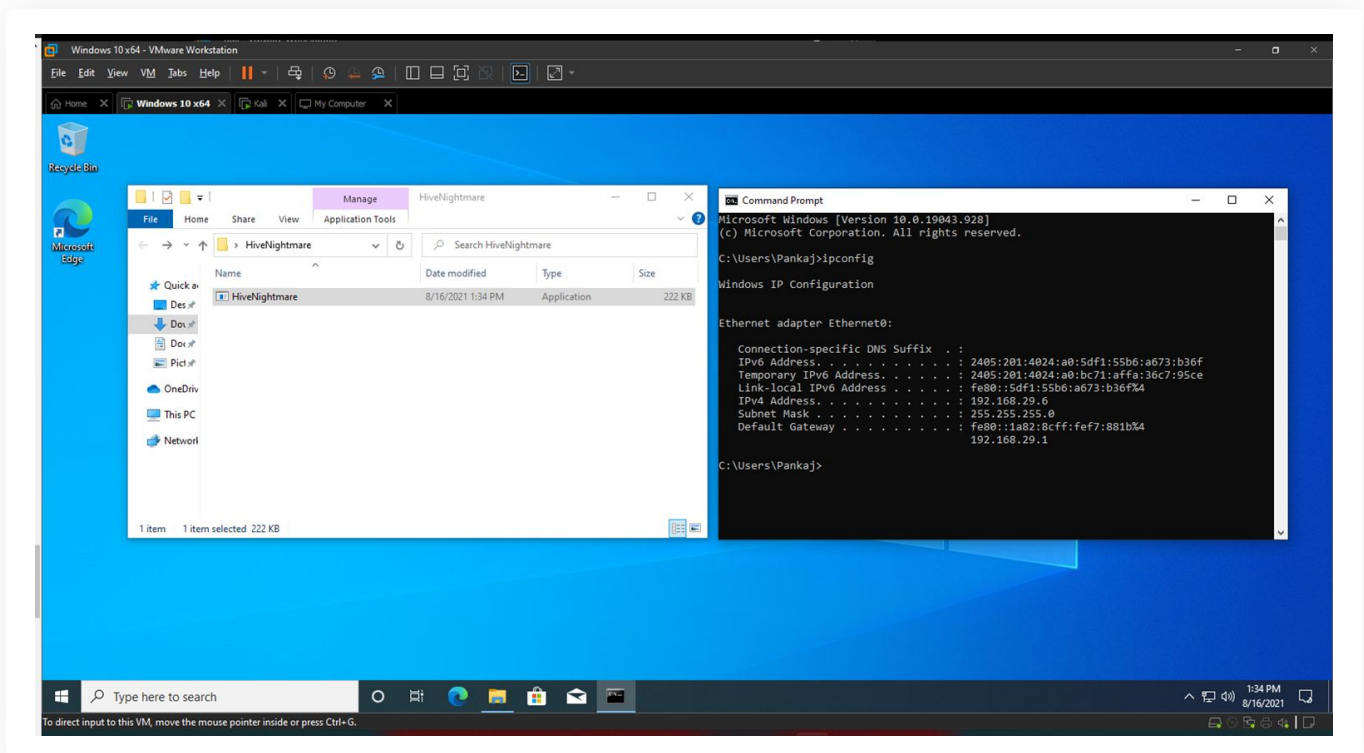 Windows 10 x64 - VMware Workstation
File Edit View VM Tabs Help
Home Windows 10 x64 Kali My Computer
Recycle Bin
Microsoft
Edge
Manage HiveNightmare
File Home Share View Application Tools
HiveNightmare Search HiveNightmare
Name Date modified Type Size
HiveNightmare 8/16/2021 1:34 PM Application 222 KB
Quick a
Des
Dov
Doc
Pict
OneDriv
This PC
Network
1 item 1 item selected 222 KB
Command Prompt
Microsoft Windows [Version 10.0.19043.928]
(c) Microsoft Corporation. All rights reserved.
C:\Users\Pankaj>ipconfig
Windows IP Configuration
Ethernet adapter Ethernet0:
Connection-specific DNS Suffix . :
IPv6 Address. . . . . . . . . . . : 2405:201:4024:a0:5df1:55b6:a673:b36f
Temporary IPv6 Address. . . . . . : 2405:201:4024:a0:bc71:affa:36c7:95ce
Link-local IPv6 Address . . . . . : fe80::5df1:55b6:a673:b36f%4
IPv4 Address. . . . . . . . . . . : 192.168.29.6
Subnet Mask . . . . . . . . . . . : 255.255.255.0
Default Gateway . . . . . . . . . : fe80::1a82:8cff:fef7:881b%4
192.168.29.1
C:\Users\Pankaj>
Type here to search
1:34 PM
8/16/2021
To direct input to this VM, move the mouse pointer inside or press Ctrl+G.